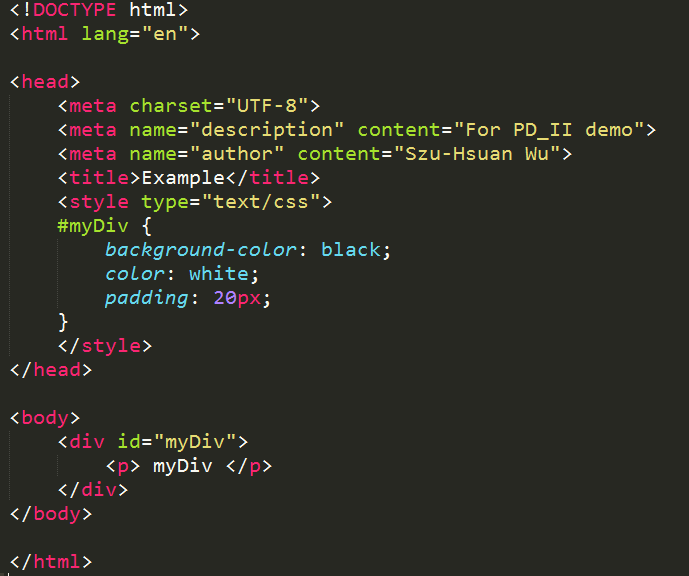 <!DOCTYPE html>
<html lang="en">
<head>
<meta charset="UTF-8">
<meta name="description" content="For PD_II demo">
<meta name="author" content="Szu-Hsuan Wu">
<title>Example</title>
<style type="text/css">
#myDiv {
background-color: black;
color: white;
padding: 20px;
}
</style>
</head>
<body>
<div id="myDiv">
<p> myDiv </p>
</div>
</body>
</html>